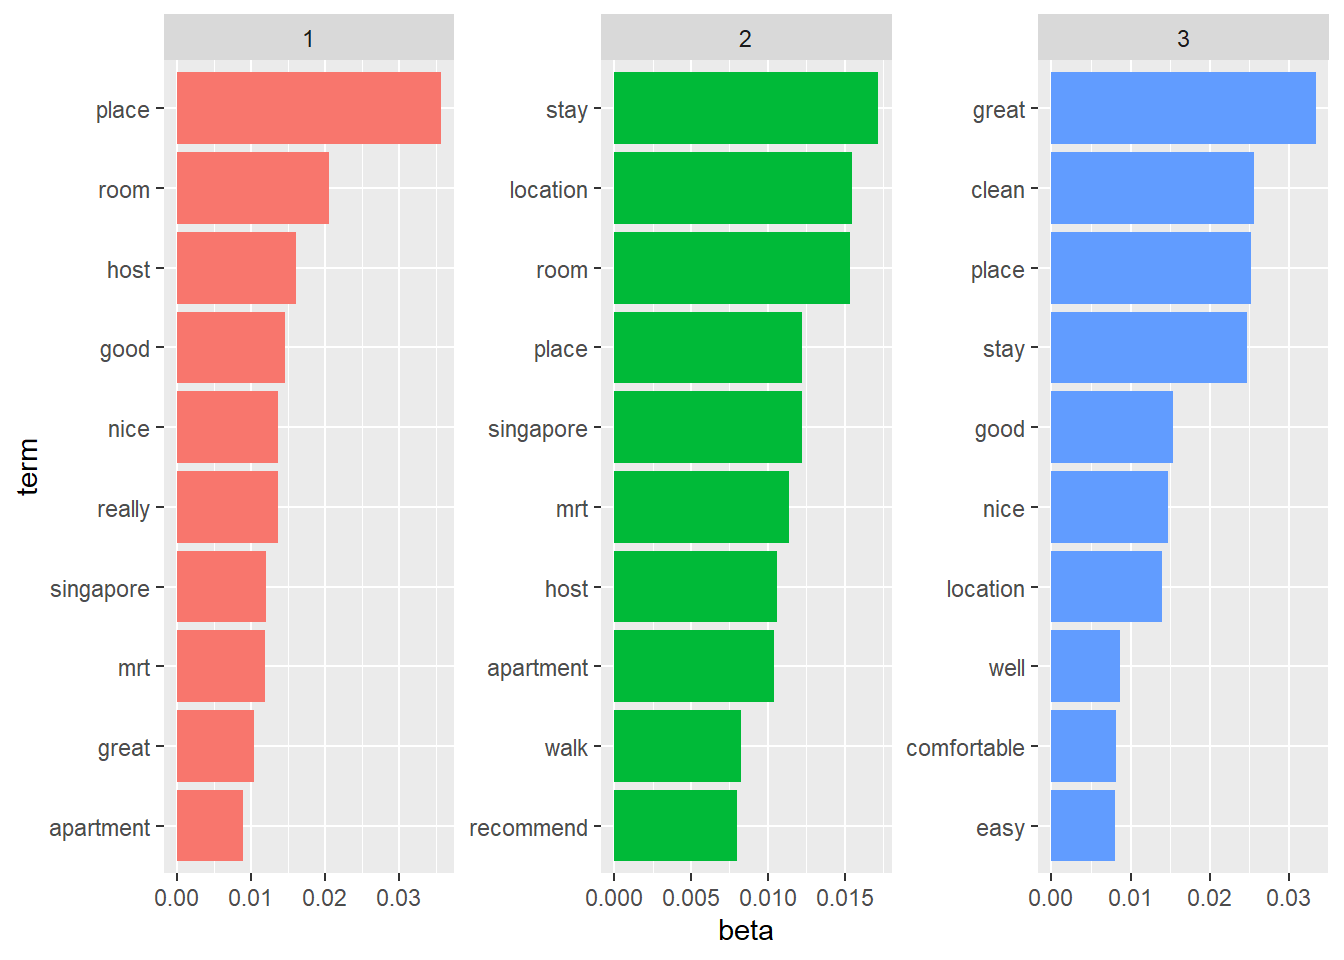 1
2
3
term
place
room
host
good
nice
really
singapore
mrt
great
apartment
0.00 0.01 0.02 0.03
stay
location
room
place
singapore
mrt
host
apartment
walk
recommend
0.000 0.005 0.010 0.015
great
clean
place
stay
good
nice
location
well
comfortable
easy
0.00 0.01 0.02 0.03
beta